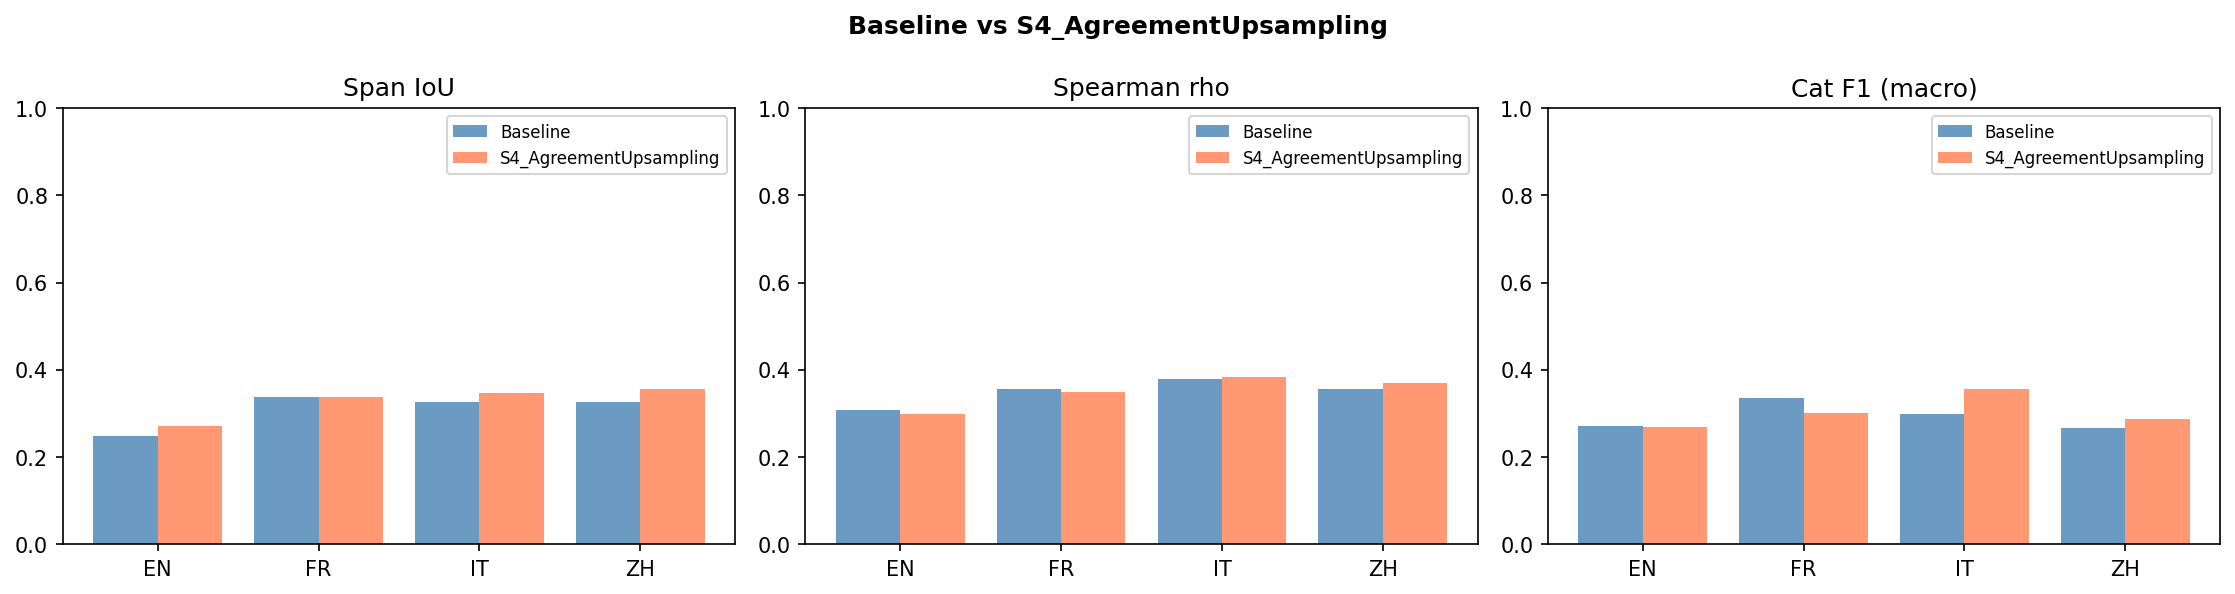 Baseline vs S4_AgreementUpsampling
Span IoU
1.0
0.8
0.6
0.4
0.2
0.0
Baseline
S4_AgreementUpsampling
EN FR IT ZH
Spearman rho
1.0
0.8
0.6
0.4
0.2
0.0
Baseline
S4_AgreementUpsampling
EN FR IT ZH
Cat F1 (macro)
1.0
0.8
0.6
0.4
0.2
0.0
Baseline
S4_AgreementUpsampling
EN FR IT ZH